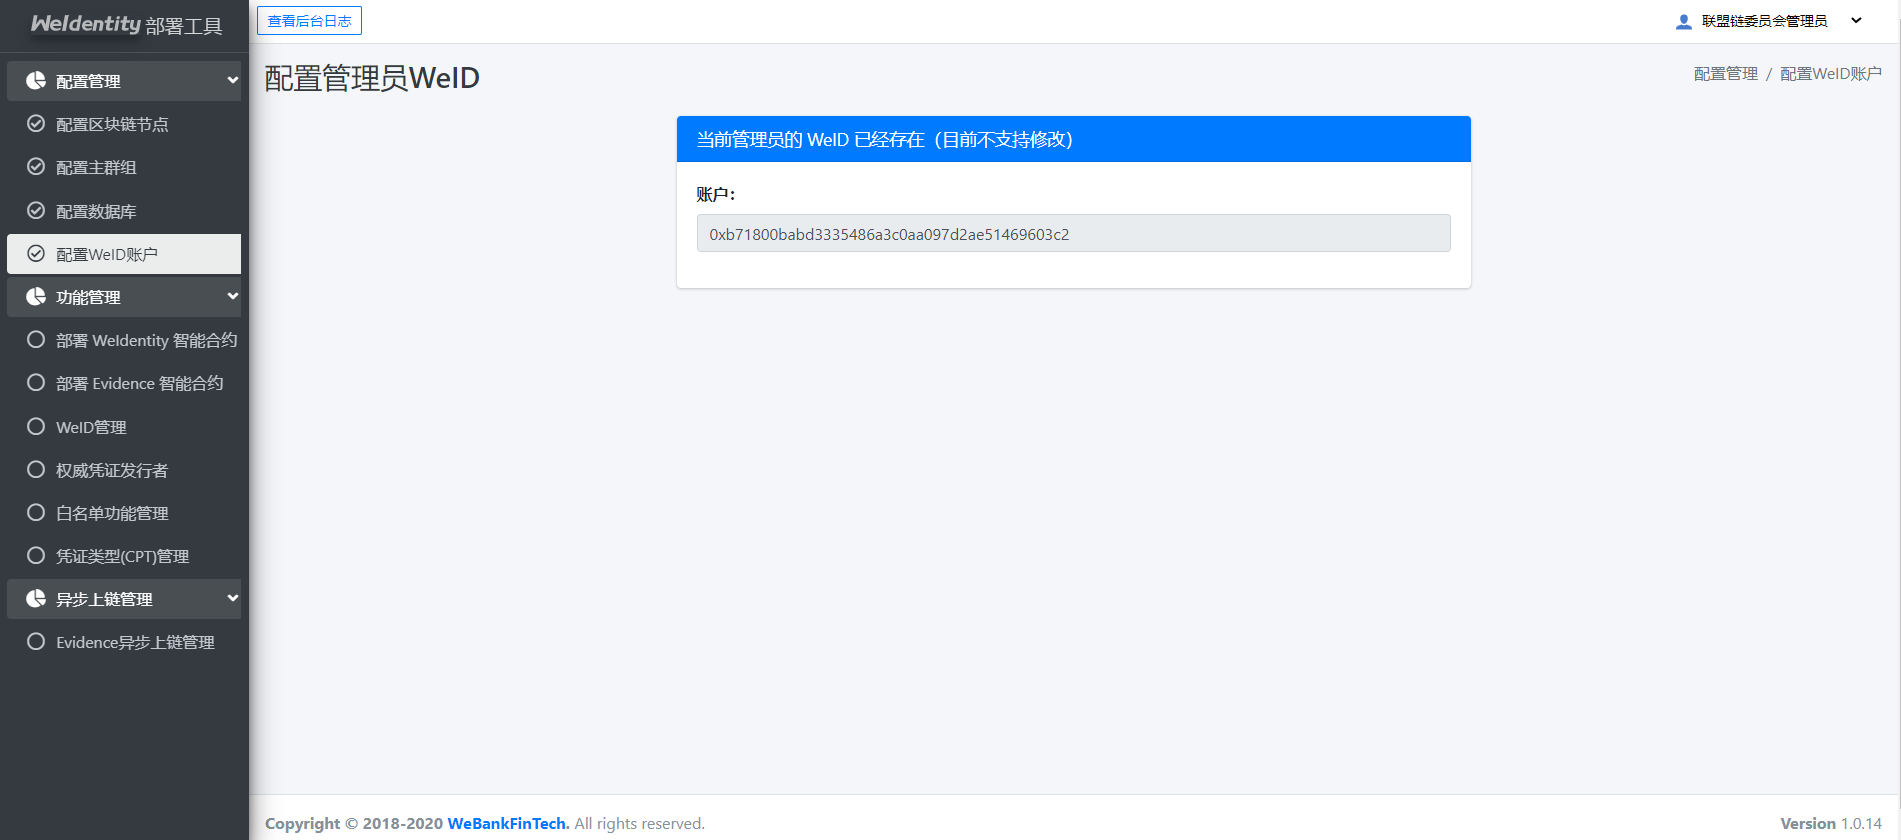 WeIdentity 部署工具
查看后台日志
联盟链委员会管理员
配置管理
配置区块链节点
配置主群组
配置数据库
配置WeID账户
功能管理
部署 WeIdentity 智能合约
部署 Evidence 智能合约
WeID管理
权威凭证发行者
白名单功能管理
凭证类型(CPT)管理
异步上链管理
Evidence异步上链管理
配置管理员WeID
配置管理 / 配置WeID账户
当前管理员的 WeID 已经存在（目前不支持修改）
账户：
0xb71800babd3335486a3c0aa097d2ae51469603c2
Copyright © 2018-2020 WeBankFinTech. All rights reserved.
Version 1.0.14